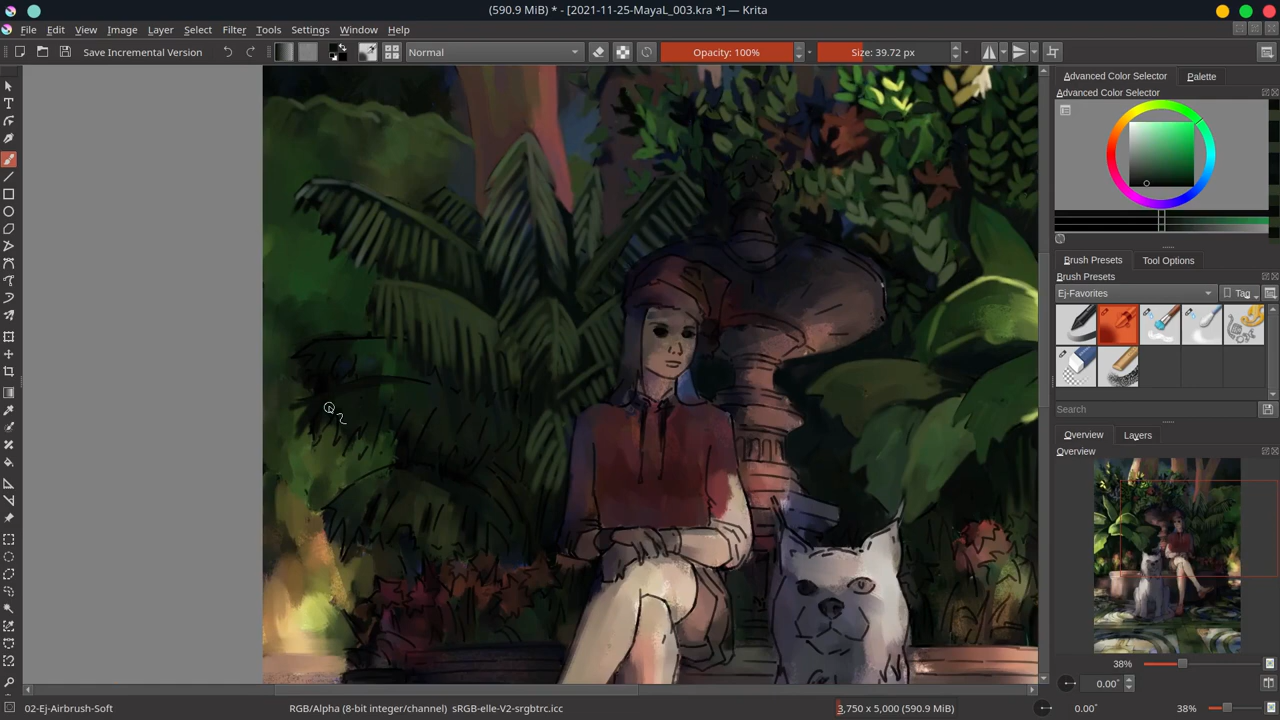 (590.9 MiB) * - [2021-11-25-MayaL_003.kra *] — Krita
File Edit View Image Layer Select Filter Tools Settings Window Help
Save Incremental Version Normal Opacity: 100% Size: 39.72 px
Advanced Color Selector Palette
Advanced Color Selector
Brush Presets Tool Options
Brush Presets
Ej-Favorites Tag
Search
Overview Layers
Overview
38%
0.00°
02-Ej-Airbrush-Soft RGB/Alpha (8-bit integer/channel) sRGB-elle-V2-srgbtrc.icc 3,750 x 5,000 (590.9 MiB) 0.00° 38%